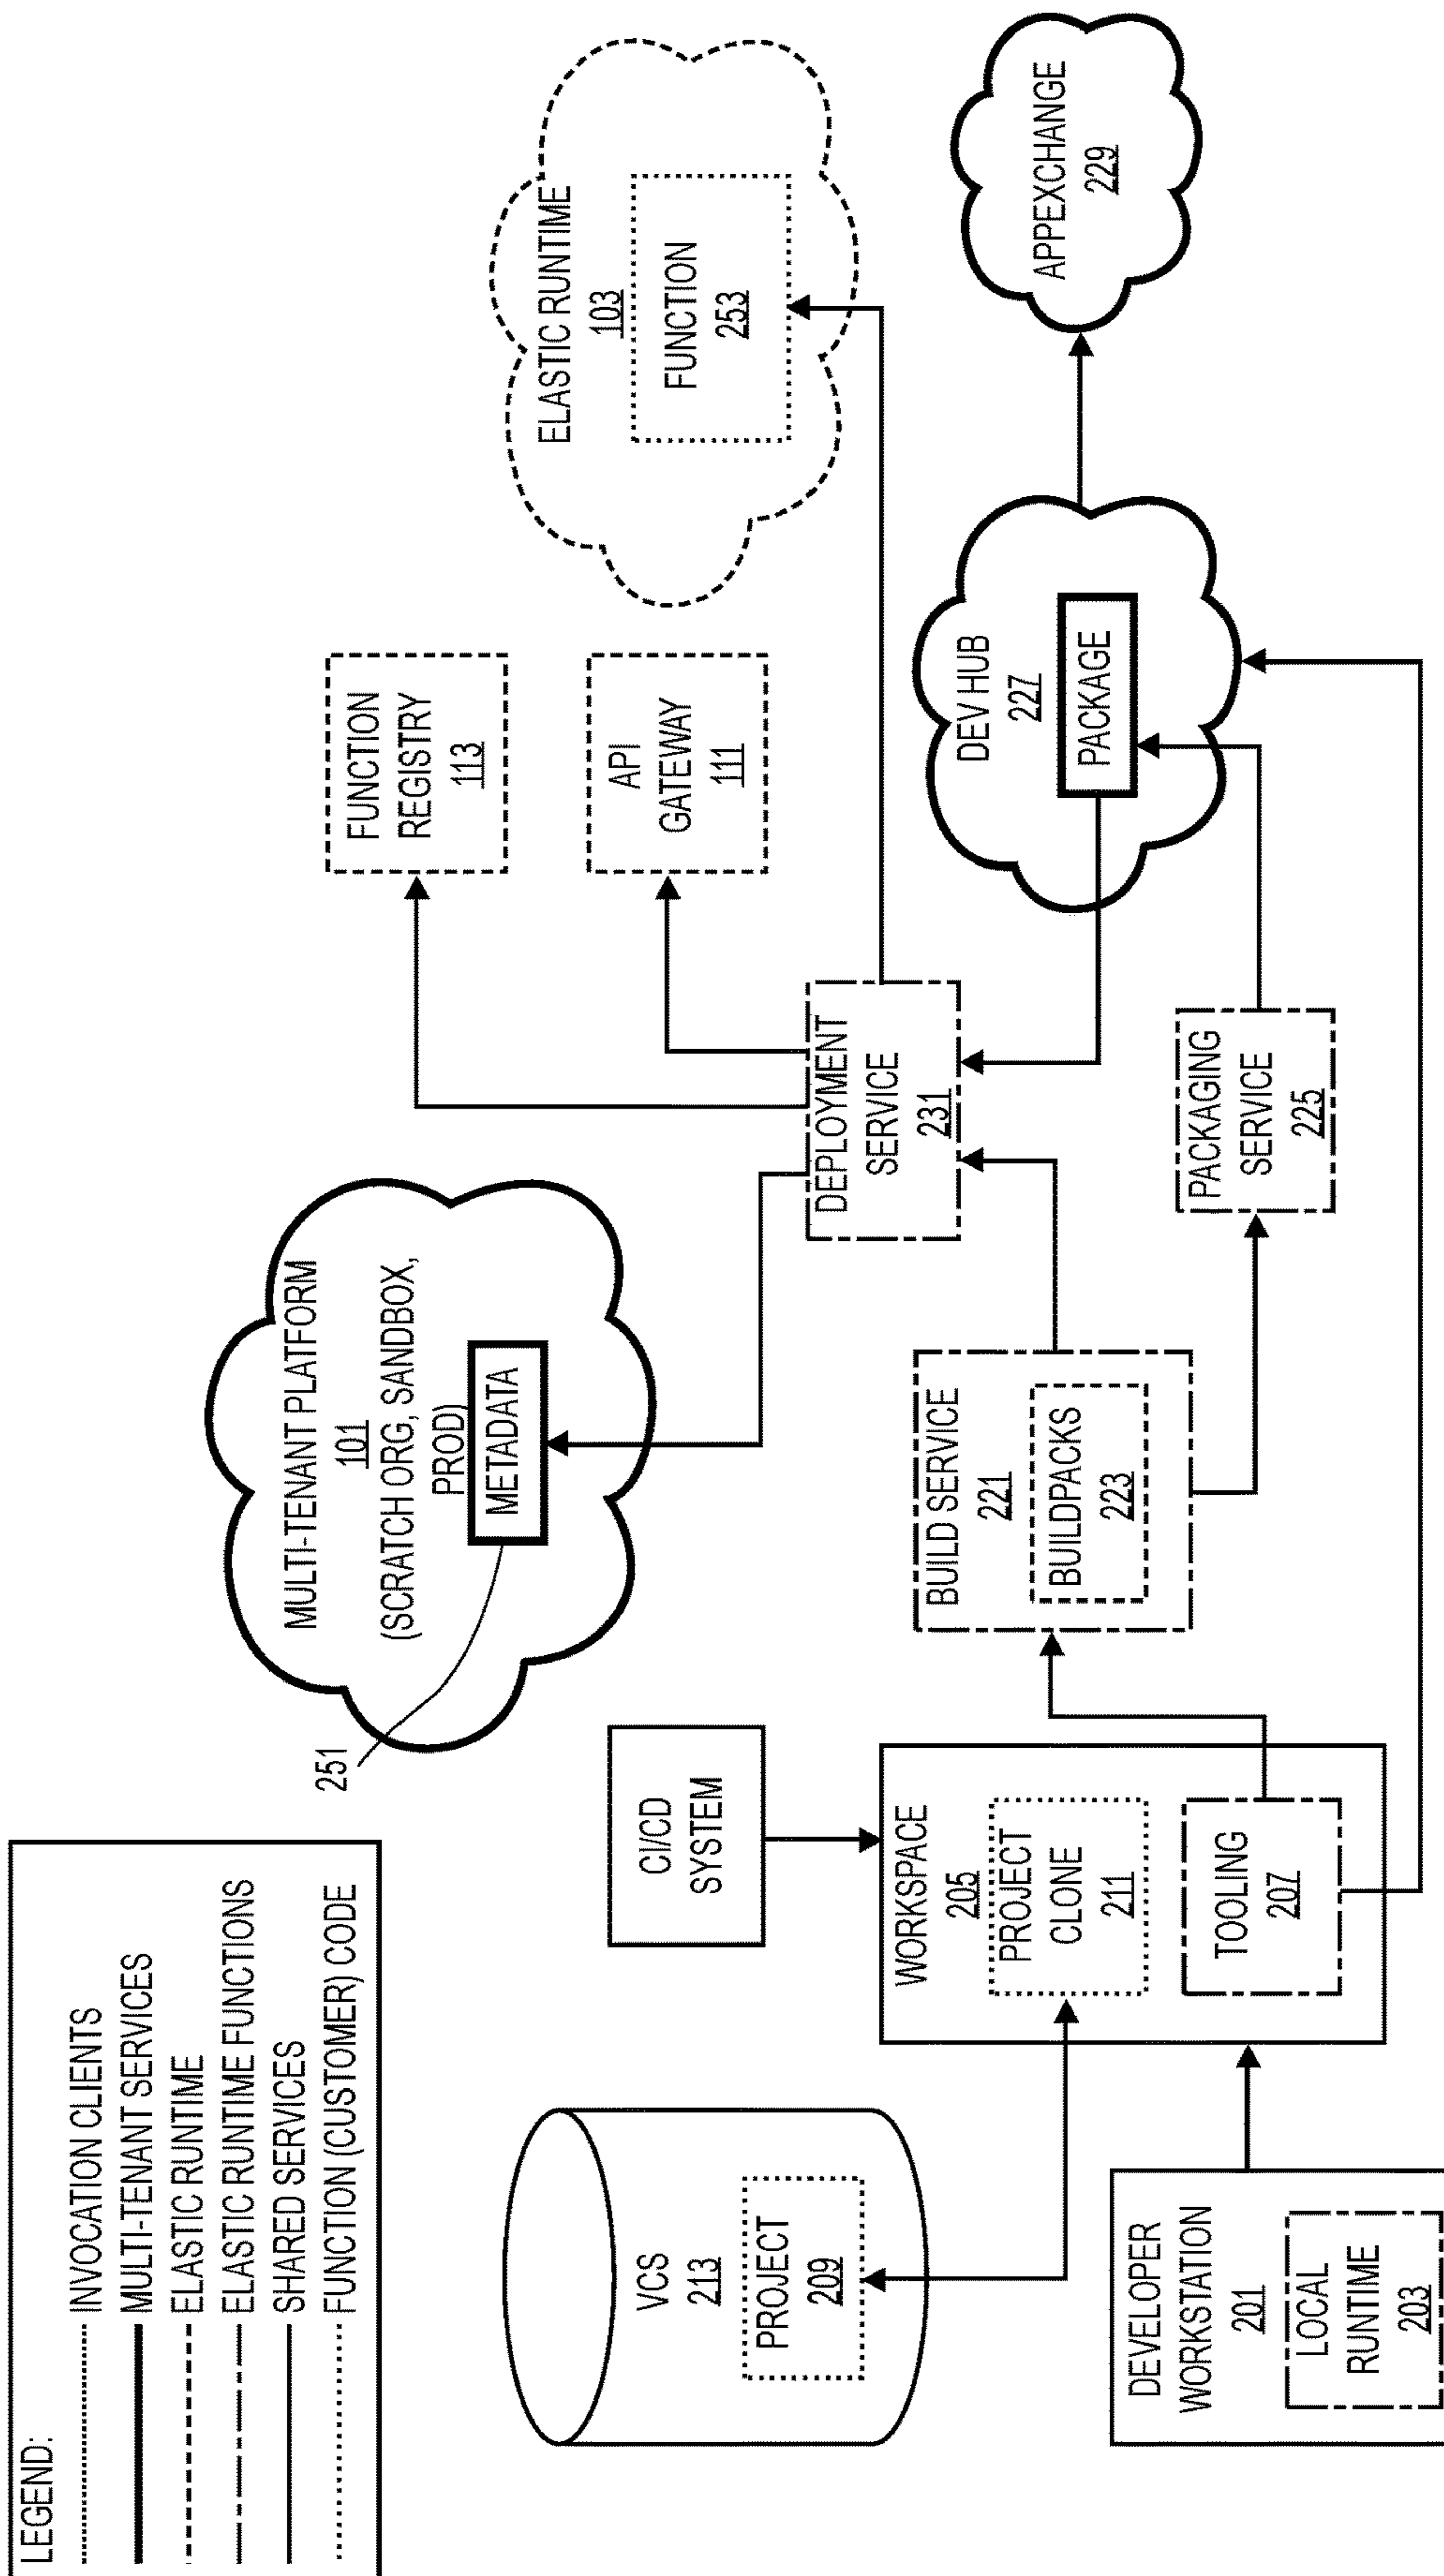 LEGEND:
INVOCATION CLIENTS
MULTI-TENANT SERVICES
ELASTIC RUNTIME
ELASTIC RUNTIME FUNCTIONS
SHARED SERVICES
FUNCTION (CUSTOMER) CODE
251
MULTI-TENANT PLATFORM
101
(SCRATCH ORG, SANDBOX,
PROD)
METADATA
FUNCTION
REGISTRY
113
API
GATEWAY
111
ELASTIC RUNTIME
103
FUNCTION
253
VCS
213
PROJECT
209
CI/CD
SYSTEM
DEPLOYMENT
SERVICE
231
WORKSPACE
205
PROJECT
CLONE
211
TOOLING
207
BUILD SERVICE
221
BUILDPACKS
223
DEV HUB
227
PACKAGE
APPEXCHANGE
229
PACKAGING
SERVICE
225
DEVELOPER
WORKSTATION
201
LOCAL
RUNTIME
203